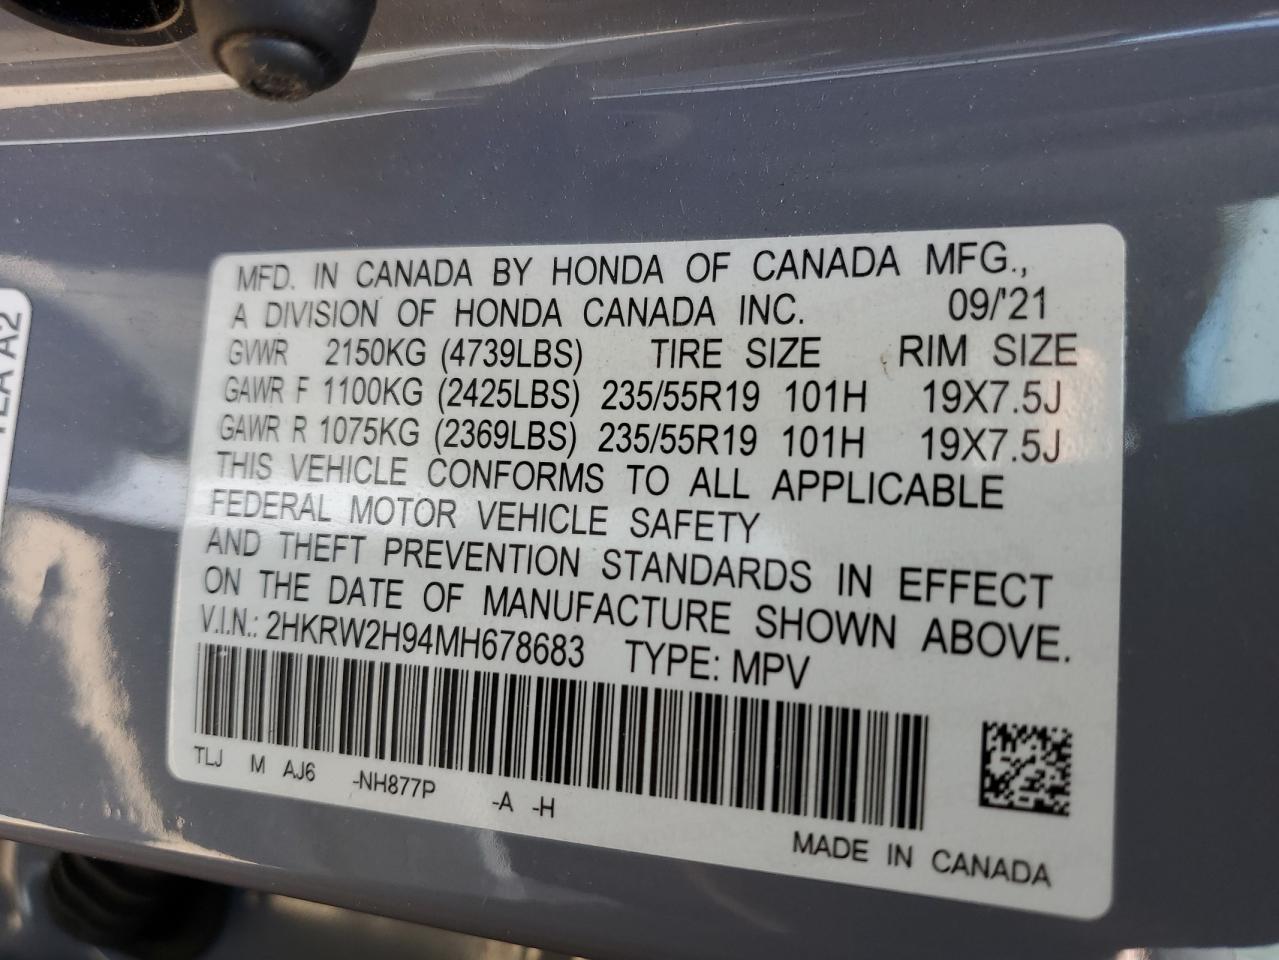 MFD. IN CANADA BY HONDA OF CANADA MFG.,
A DIVISION OF HONDA CANADA INC. 09/'21
GVWR 2150KG (4739LBS) TIRE SIZE RIM SIZE
GAWR F 1100KG (2425LBS) 235/55R19 101H 19X7.5J
GAWR R 1075KG (2369LBS) 235/55R19 101H 19X7.5J
THIS VEHICLE CONFORMS TO ALL APPLICABLE
FEDERAL MOTOR VEHICLE SAFETY
AND THEFT PREVENTION STANDARDS IN EFFECT
ON THE DATE OF MANUFACTURE SHOWN ABOVE.
V.I.N.: 2HKRW2H94MH678683 TYPE: MPV
TLJ M AJ6 -NH877P -A -H
MADE IN CANADA
A2